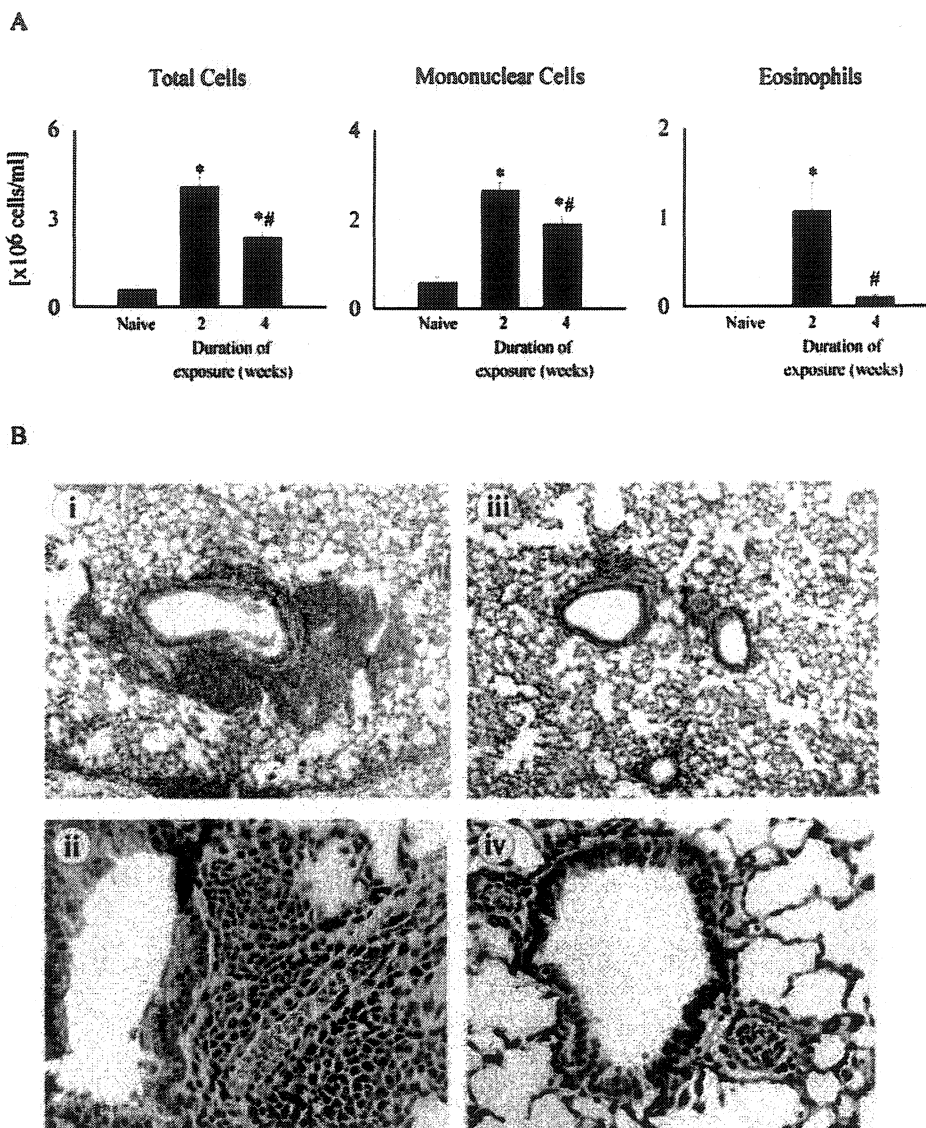 A
Total Cells
Mononuclear Cells
Eosinophils
[x10⁶ cells/ml]
6
3
0
*
*#
Naive 2 4
Duration of
exposure (weeks)
4
2
0
*
*#
Naive 2 4
Duration of
exposure (weeks)
2
1
0
*
#
Naive 2 4
Duration of
exposure (weeks)
B
i
iii
ii
iv